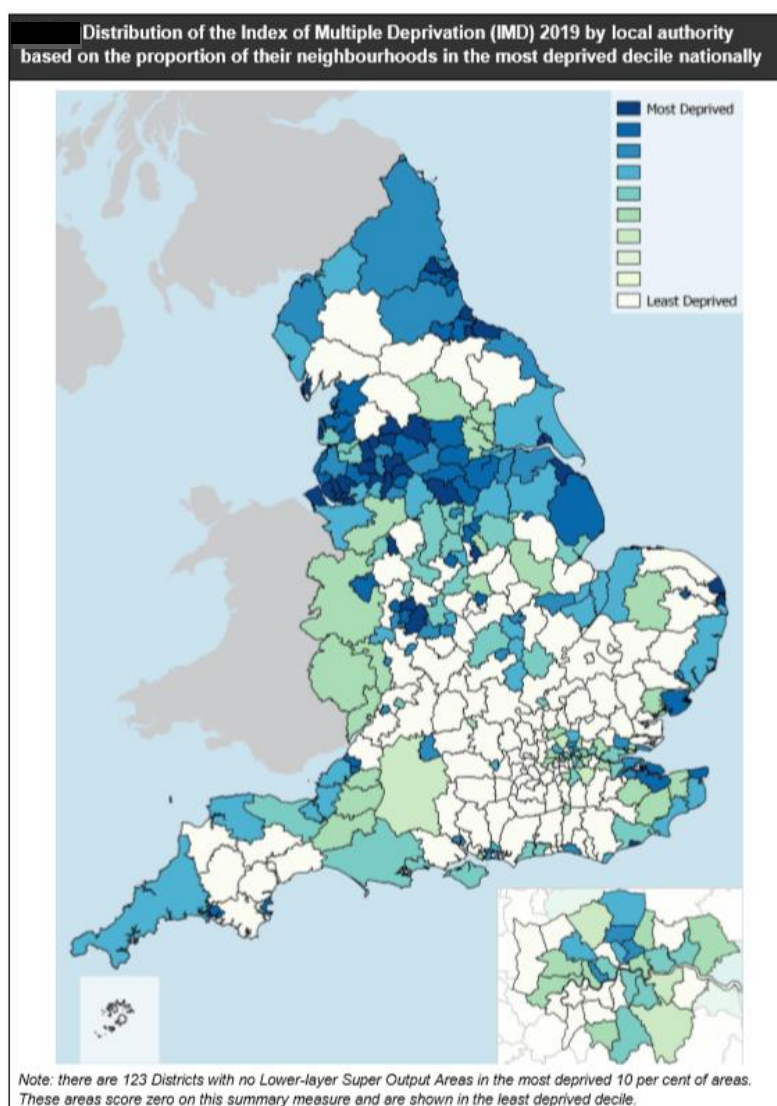 Distribution of the Index of Multiple Deprivation (IMD) 2019 by local authority
based on the proportion of their neighbourhoods in the most deprived decile nationally
Most Deprived
Least Deprived
Note: there are 123 Districts with no Lower-layer Super Output Areas in the most deprived 10 per cent of areas.
These areas score zero on this summary measure and are shown in the least deprived decile.